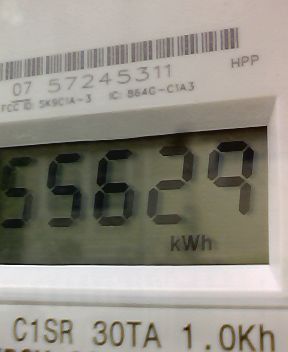 07 57245311
HPP
FCC ID: SK9C1A-3 IC: 864G-C1A3
55629
kWh
C1SR 30TA 1.0Kh